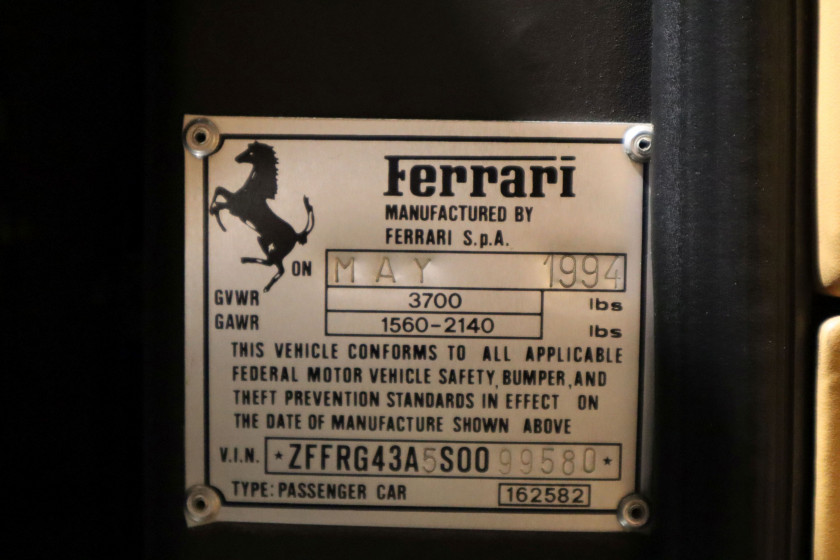 Ferrari
MANUFACTURED BY
FERRARI S.p.A.
ON MAY 1994
GVWR 3700 lbs
GAWR 1560-2140 lbs
THIS VEHICLE CONFORMS TO ALL APPLICABLE
FEDERAL MOTOR VEHICLE SAFETY, BUMPER, AND
THEFT PREVENTION STANDARDS IN EFFECT ON
THE DATE OF MANUFACTURE SHOWN ABOVE
V.I.N. *ZFFRG43A5S0099580*
TYPE: PASSENGER CAR 162582